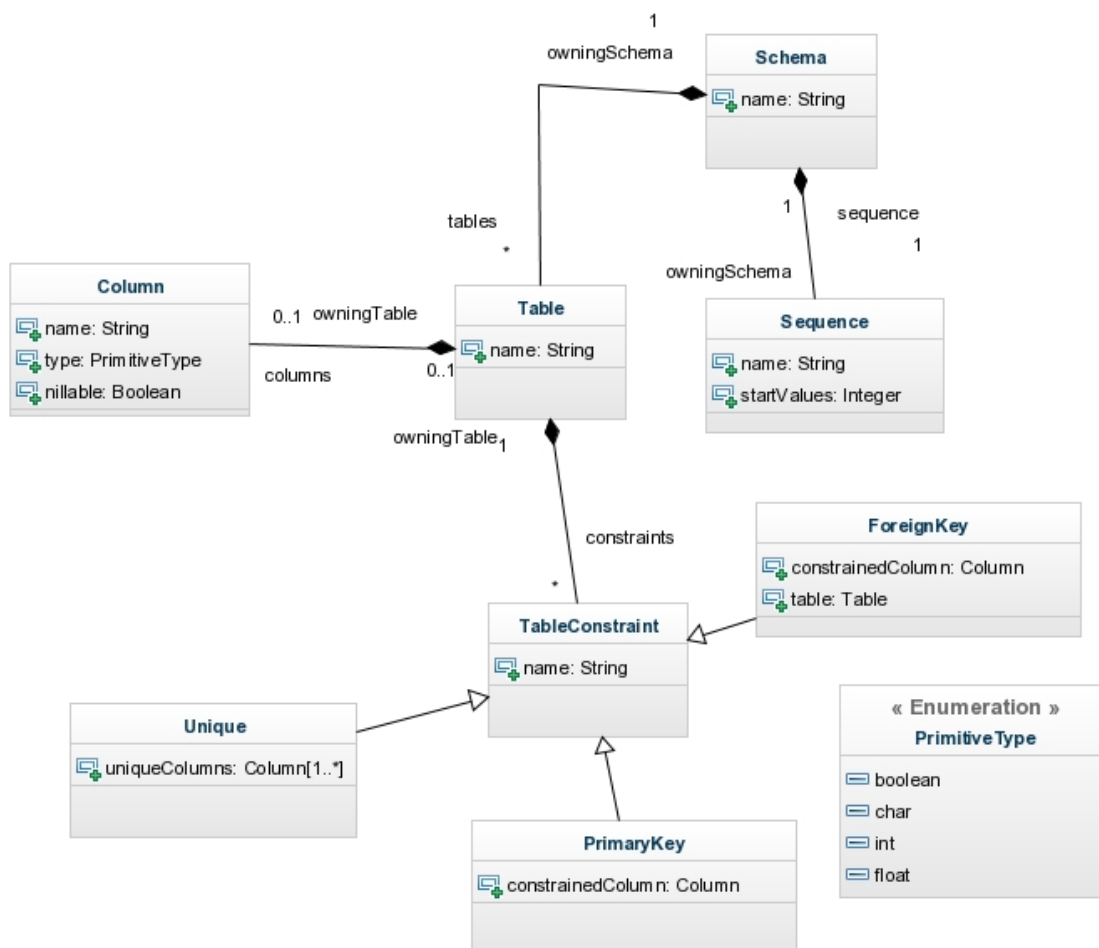 1
owningSchema
Schema
name: String
tables
*
1
sequence
1
owningSchema
Column
name: String
type: PrimitiveType
nillable: Boolean
0..1
owningTable
columns
0..1
Table
name: String
Sequence
name: String
startValues: Integer
owningTable
1
constraints
*
ForeignKey
constrainedColumn: Column
table: Table
TableConstraint
name: String
Unique
uniqueColumns: Column[1..*]
« Enumeration »
PrimitiveType
boolean
char
int
float
PrimaryKey
constrainedColumn: Column